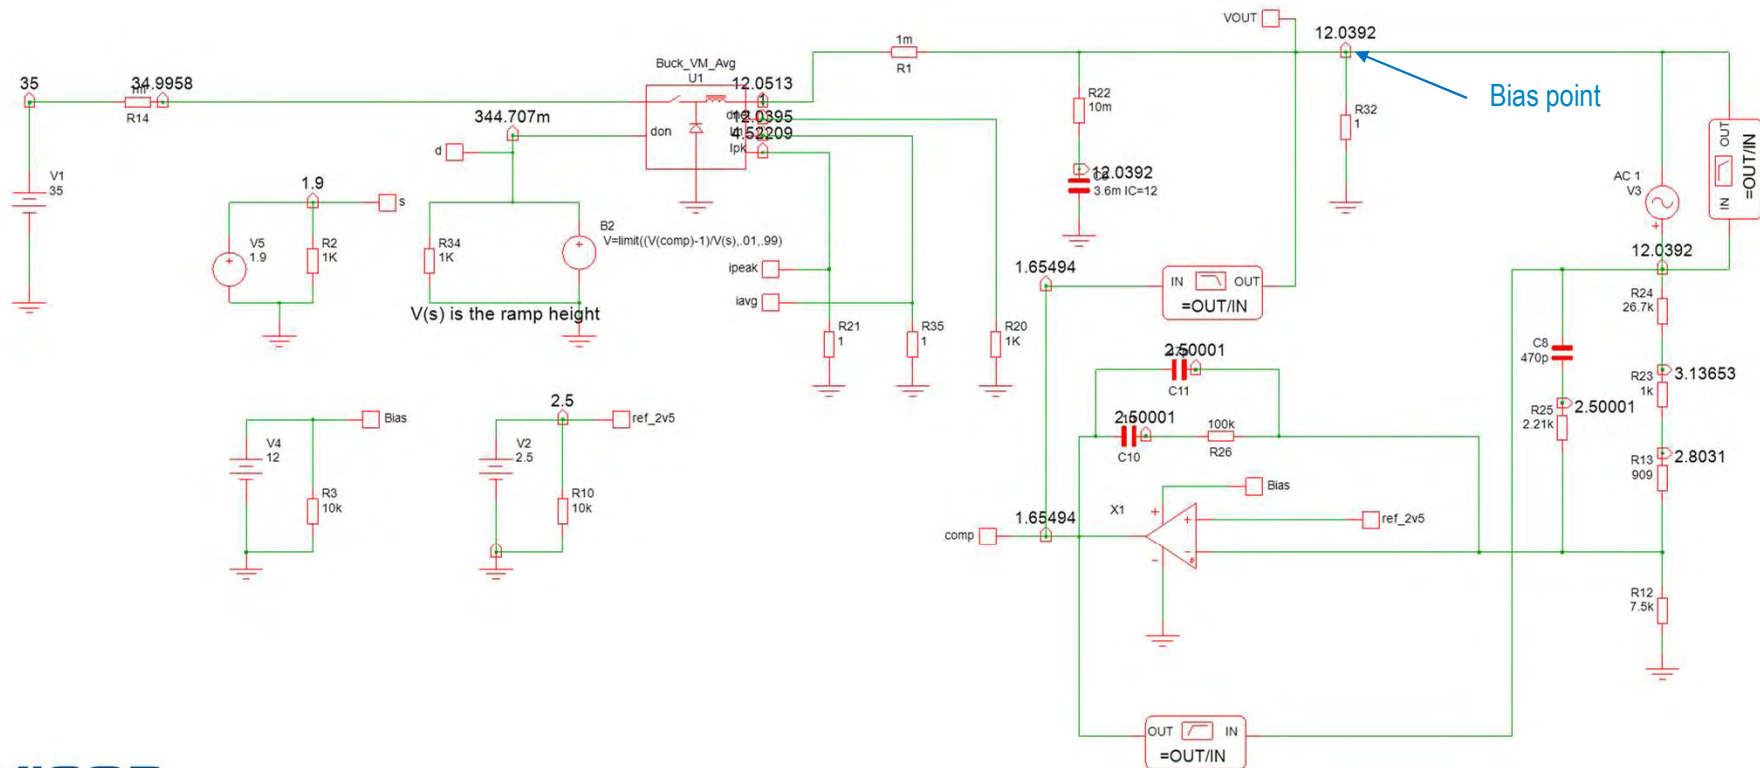 VOUT
12.0392
Bias point
1m
R1
Buck_VM_Avg
U1
35
34.9958
R14
12.0513
12.0395
4.52209
Ipk
don
344.707m
d
R22
10m
R32
1
V1
35
12.0392
3.6m IC=12
AC 1
V3
OUT
IN
=OUT/IN
1.9
s
V5
1.9
R2
1K
R34
1K
B2
V=limit((V(comp)-1)/V(s),.01,.99)
V(s) is the ramp height
ipeak
iavg
R21
1
R35
1
R20
1K
1.65494
IN
OUT
=OUT/IN
12.0392
R24
26.7k
C8
470p
2.50001
C11
R23
1k
3.13653
R25
2.21k
2.50001
2.50001
C10
100k
R26
R13
909
2.8031
Bias
V4
12
R3
10k
2.5
ref_2v5
V2
2.5
R10
10k
Bias
X1
ref_2v5
1.65494
comp
R12
7.5k
OUT
IN
=OUT/IN